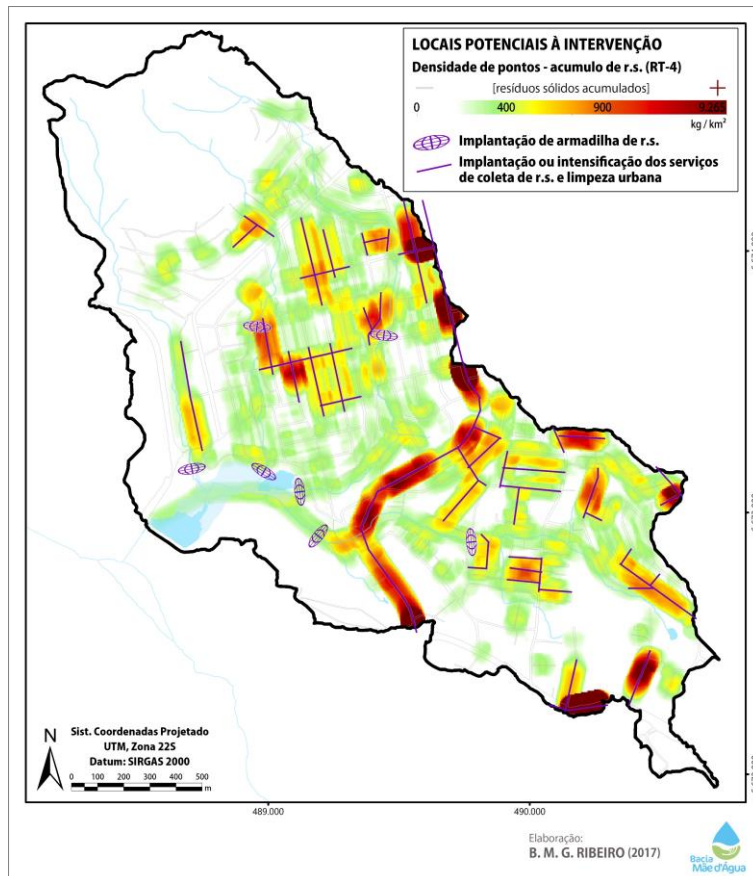 LOCAIS POTENCIAIS À INTERVENÇÃO
Densidade de pontos - acumulo de r.s. (RT-4)
[resíduos sólidos acumulados]
0 400 900 9.265
kg / km²
Implantação de armadilha de r.s.
Implantação ou intensificação dos serviços
de coleta de r.s. e limpeza urbana
N
Sist. Coordenadas Projetado
UTM, Zona 22S
Datum: SIRGAS 2000
0 100 200 300 400 500
m
489.000 490.000
Elaboração:
B. M. G. RIBEIRO (2017)
Bacia
Mãe d'Água